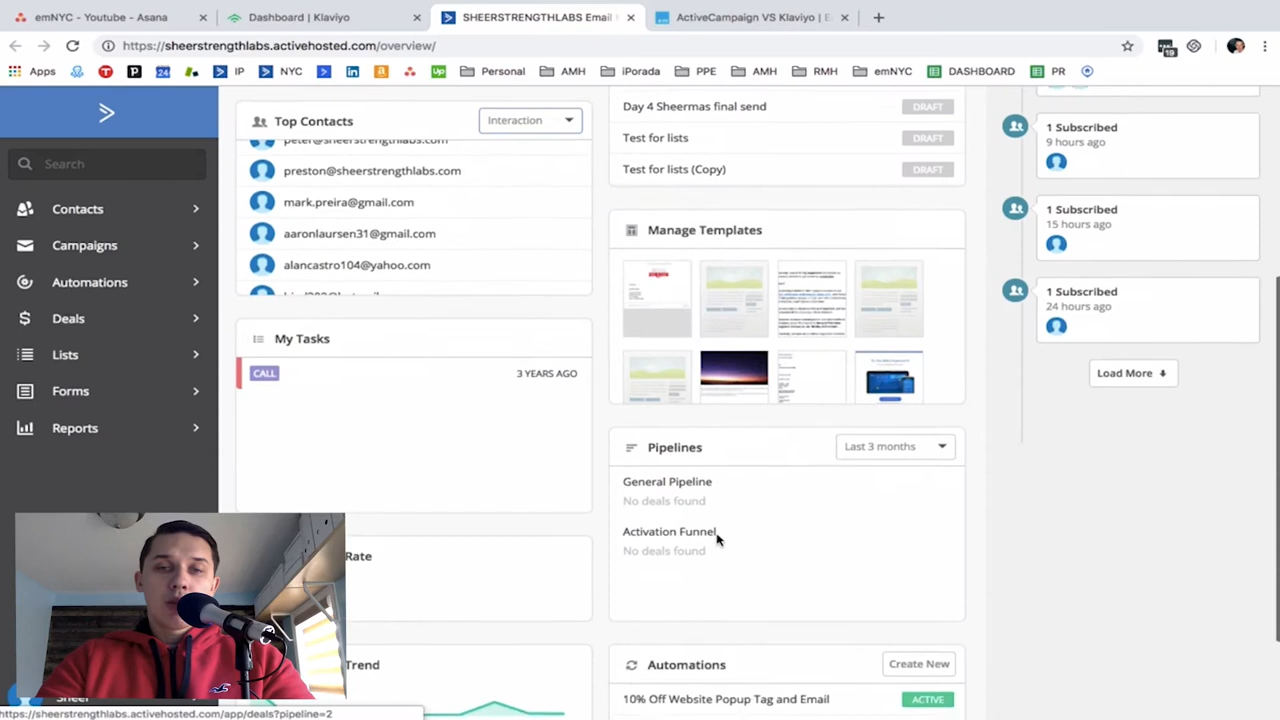 emNYC - Youtube - Asana
Dashboard | Klaviyo
SHEERSTRENGTHLABS Email
ActiveCampaign VS Klaviyo | E
https://sheerstrengthlabs.activehosted.com/overview/
19
Apps
24
IP
NYC
Up
Personal
AMH
iPorada
PPE
AMH
RMH
emNYC
DASHBOARD
PR
Search
Contacts
Campaigns
Automations
Deals
Lists
Forms
Reports
Sheer
Top Contacts
Interaction
peter@sheerstrengthlabs.com
preston@sheerstrengthlabs.com
mark.preira@gmail.com
aaronlaursen31@gmail.com
alancastro104@yahoo.com
My Tasks
CALL
3 YEARS AGO
Rate
Trend
Day 4 Sheermas final send
DRAFT
Test for lists
DRAFT
Test for lists (Copy)
DRAFT
Manage Templates
Pipelines
Last 3 months
General Pipeline
No deals found
Activation Funnel
No deals found
Automations
Create New
10% Off Website Popup Tag and Email
ACTIVE
1 Subscribed
9 hours ago
1 Subscribed
15 hours ago
1 Subscribed
24 hours ago
Load More
https://sheerstrengthlabs.activehosted.com/app/deals?pipeline=2